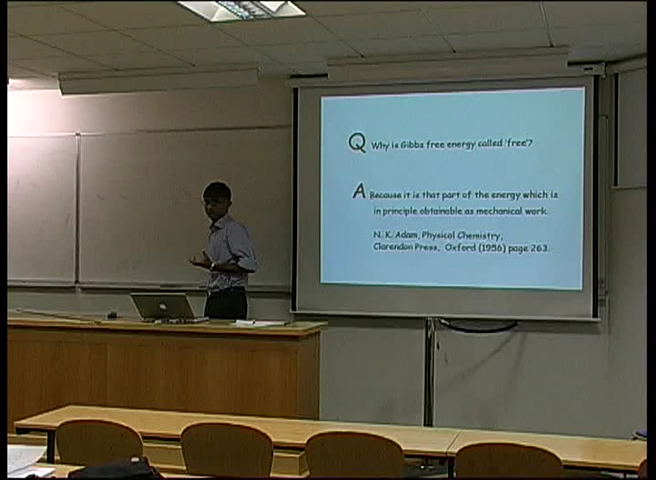 Q Why is Gibbs free energy called 'free'?
A Because it is that part of the energy which is
in principle obtainable as mechanical work.
N. K. Adam, Physical Chemistry,
Clarendon Press, Oxford (1956) page 263.